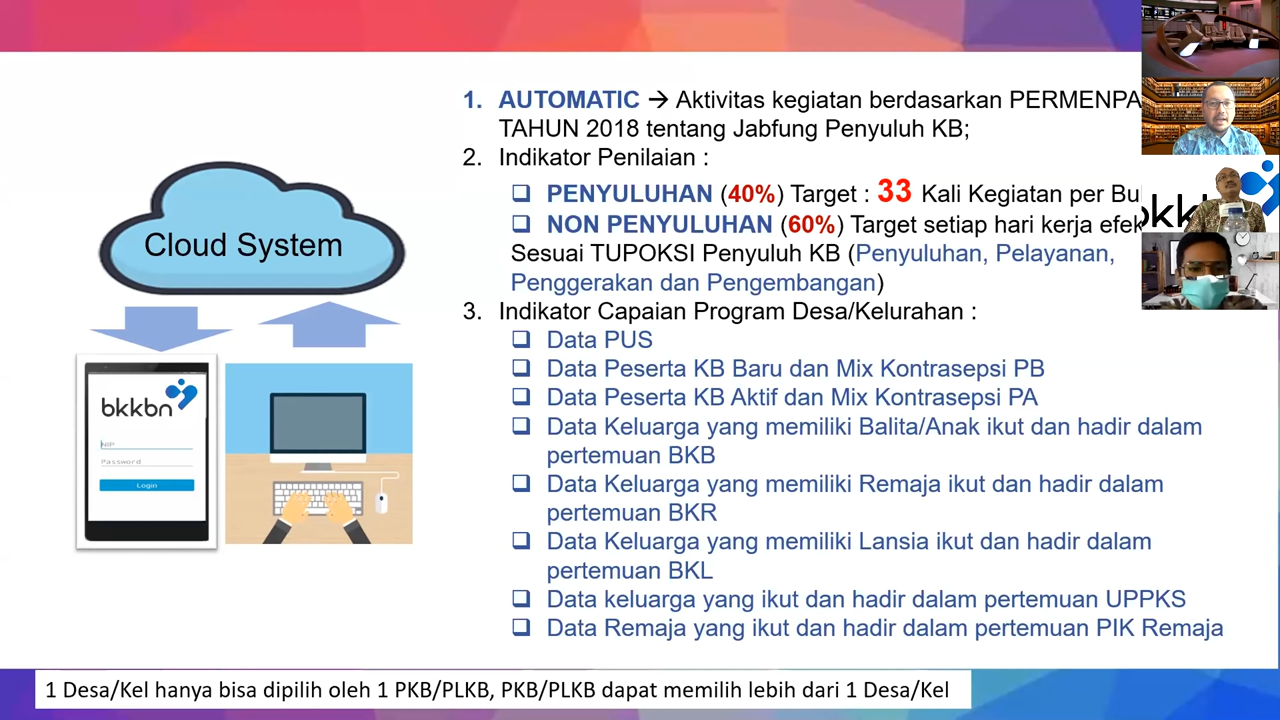 1. AUTOMATIC → Aktivitas kegiatan berdasarkan PERMENPA
TAHUN 2018 tentang Jabfung Penyuluh KB;
2. Indikator Penilaian :
❑ PENYULUHAN (40%) Target : 33 Kali Kegiatan per Bu
❑ NON PENYULUHAN (60%) Target setiap hari kerja efek
Sesuai TUPOKSI Penyuluh KB (Penyuluhan, Pelayanan,
Penggerakan dan Pengembangan)
3. Indikator Capaian Program Desa/Kelurahan :
❑ Data PUS
❑ Data Peserta KB Baru dan Mix Kontrasepsi PB
❑ Data Peserta KB Aktif dan Mix Kontrasepsi PA
❑ Data Keluarga yang memiliki Balita/Anak ikut dan hadir dalam
pertemuan BKB
❑ Data Keluarga yang memiliki Remaja ikut dan hadir dalam
pertemuan BKR
❑ Data Keluarga yang memiliki Lansia ikut dan hadir dalam
pertemuan BKL
❑ Data keluarga yang ikut dan hadir dalam pertemuan UPPKS
❑ Data Remaja yang ikut dan hadir dalam pertemuan PIK Remaja
Cloud System
bkkbn
NIP
Password
Login
1 Desa/Kel hanya bisa dipilih oleh 1 PKB/PLKB, PKB/PLKB dapat memilih lebih dari 1 Desa/Kel